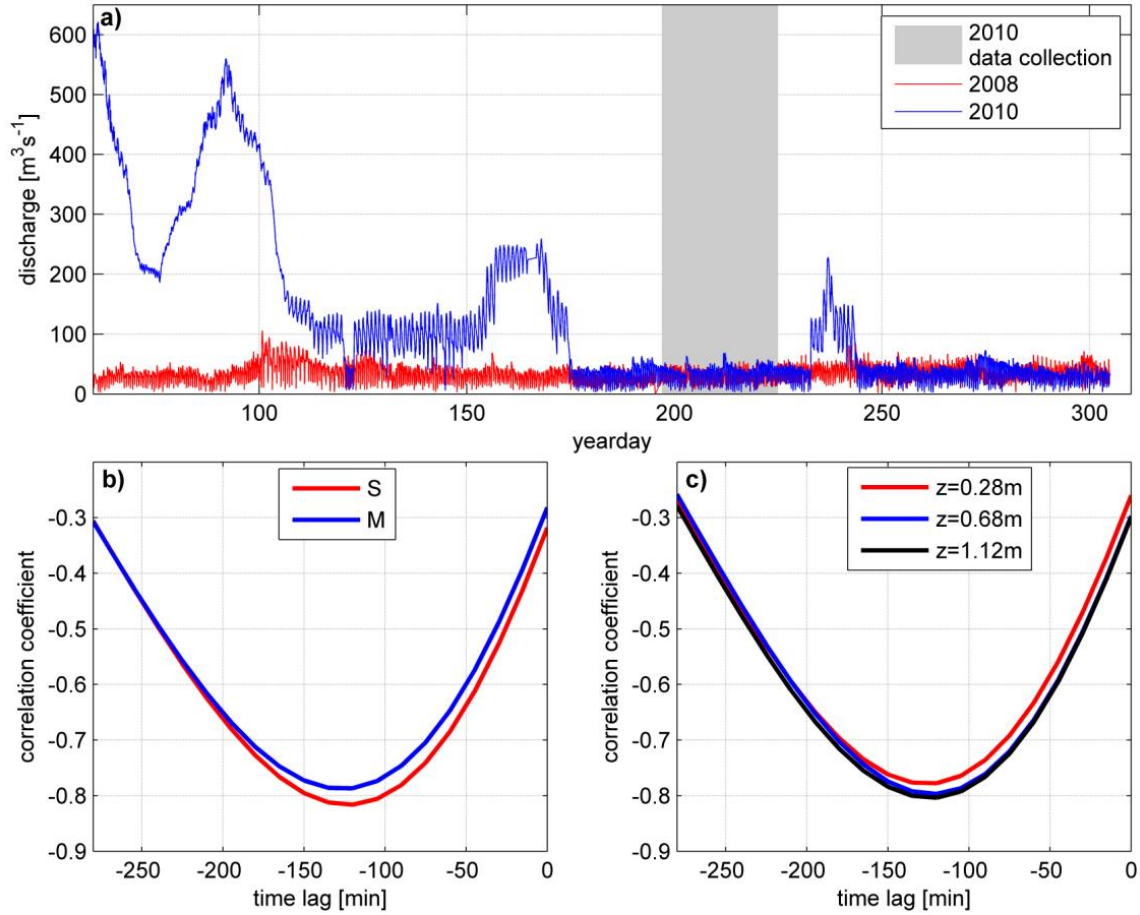 a)
600
500
400
300
200
100
0
discharge [m³s⁻¹]
100
150
200
250
300
yearday
2010
data collection
2008
2010
b)
S
M
-0.3
-0.4
-0.5
-0.6
-0.7
-0.8
-0.9
correlation coefficient
-250
-200
-150
-100
-50
0
time lag [min]
c)
z=0.28m
z=0.68m
z=1.12m
-0.3
-0.4
-0.5
-0.6
-0.7
-0.8
-0.9
correlation coefficient
-250
-200
-150
-100
-50
0
time lag [min]